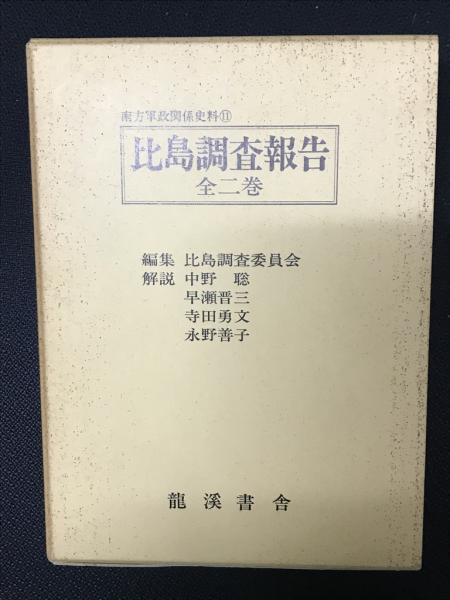 南方軍政関係史料⑪
比島調査報告
全二巻
編集 比島調査委員会
解説 中野 聡
早瀬晋三
寺田勇文
永野善子
龍溪書舎